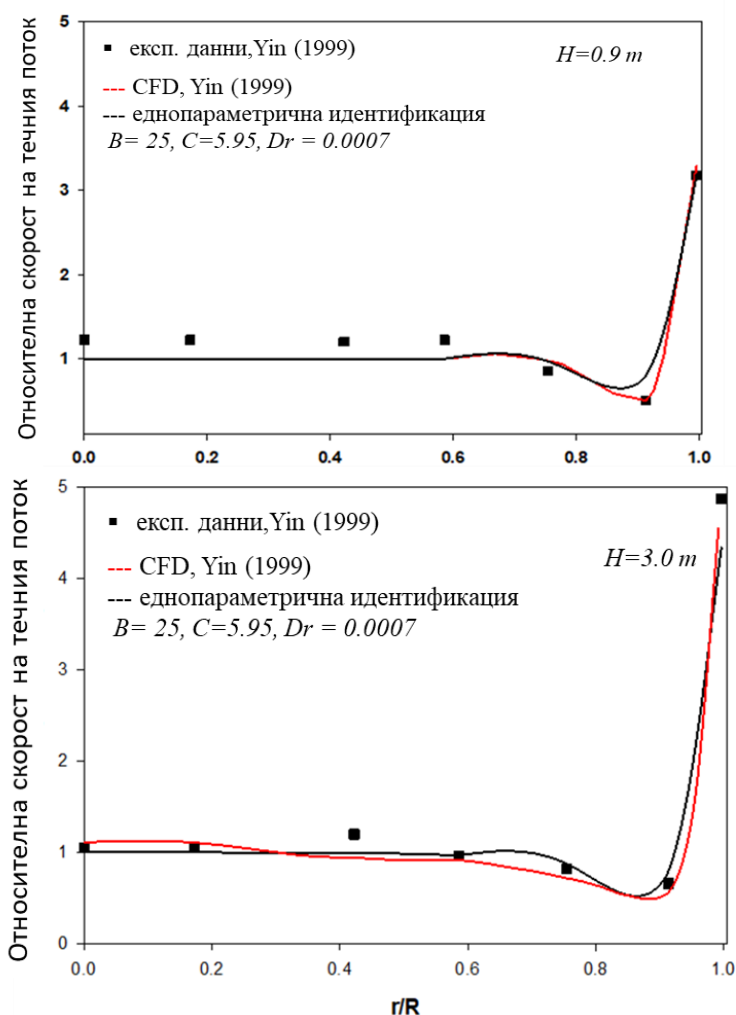 Относителна скорост на течния поток
5
4
3
2
1
■ експ. данни,Yin (1999)
H=0.9 m
--- CFD, Yin (1999)
--- еднопараметрична идентификация
B= 25, C=5.95, Dr = 0.0007
0.0 0.2 0.4 0.6 0.8 1.0
Относителна скорост на течния поток
5
4
3
2
1
0
■ експ. данни,Yin (1999)
--- CFD, Yin (1999)
H=3.0 m
--- еднопараметрична идентификация
B= 25, C=5.95, Dr = 0.0007
0.0 0.2 0.4 0.6 0.8 1.0
r/R